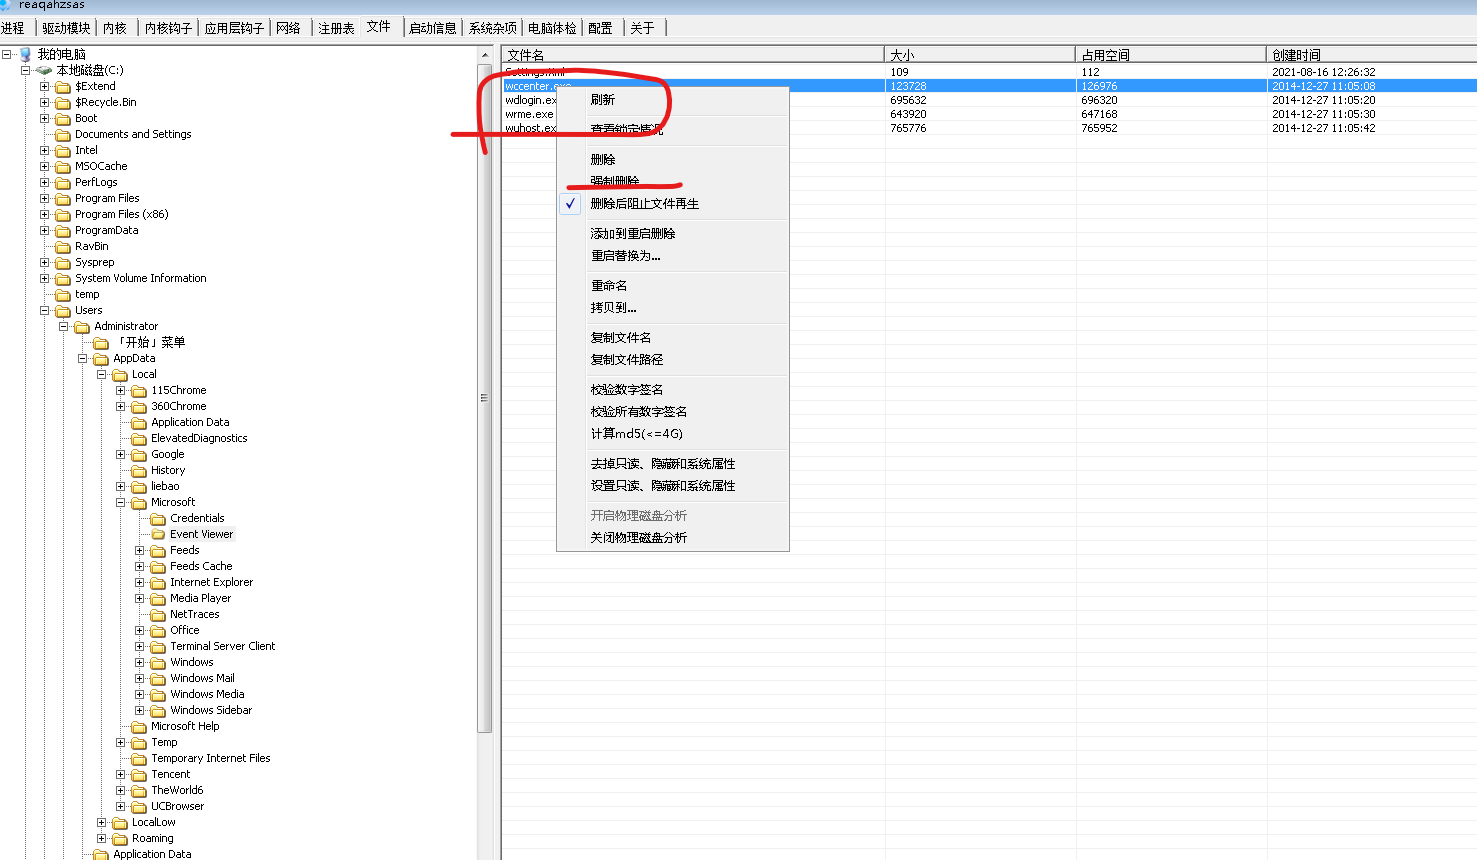 reaqahzsas
进程 驱动模块 内核 内核钩子 应用层钩子 网络 注册表 文件 启动信息 系统杂项 电脑体检 配置 关于
我的电脑
本地磁盘(C:)
$Extend
$Recycle.Bin
Boot
Documents and Settings
Intel
MSOCache
PerfLogs
Program Files
Program Files (x86)
ProgramData
RavBin
Sysprep
System Volume Information
temp
Users
Administrator
「开始」菜单
AppData
Local
115Chrome
360Chrome
Application Data
ElevatedDiagnostics
Google
History
liebao
Microsoft
Credentials
Event Viewer
Feeds
Feeds Cache
Internet Explorer
Media Player
NetTraces
Office
Terminal Server Client
Windows
Windows Mail
Windows Media
Windows Sidebar
Microsoft Help
Temp
Temporary Internet Files
Tencent
TheWorld6
UCBrowser
LocalLow
Roaming
Application Data
文件名 大小 占用空间 创建时间
Settings.xml 109 112 2021-08-16 12:26:32
wccenter.exe 123728 126976 2014-12-27 11:05:08
wdlogin.ex 695632 696320 2014-12-27 11:05:20
wrme.exe 643920 647168 2014-12-27 11:05:30
wuhost.ex 765776 765952 2014-12-27 11:05:42
刷新
查看锁定情况
删除
强制删除
删除后阻止文件再生
添加到重启删除
重启替换为...
重命名
拷贝到...
复制文件名
复制文件路径
校验数字签名
校验所有数字签名
计算md5(<=4G)
去掉只读、隐藏和系统属性
设置只读、隐藏和系统属性
开启物理磁盘分析
关闭物理磁盘分析